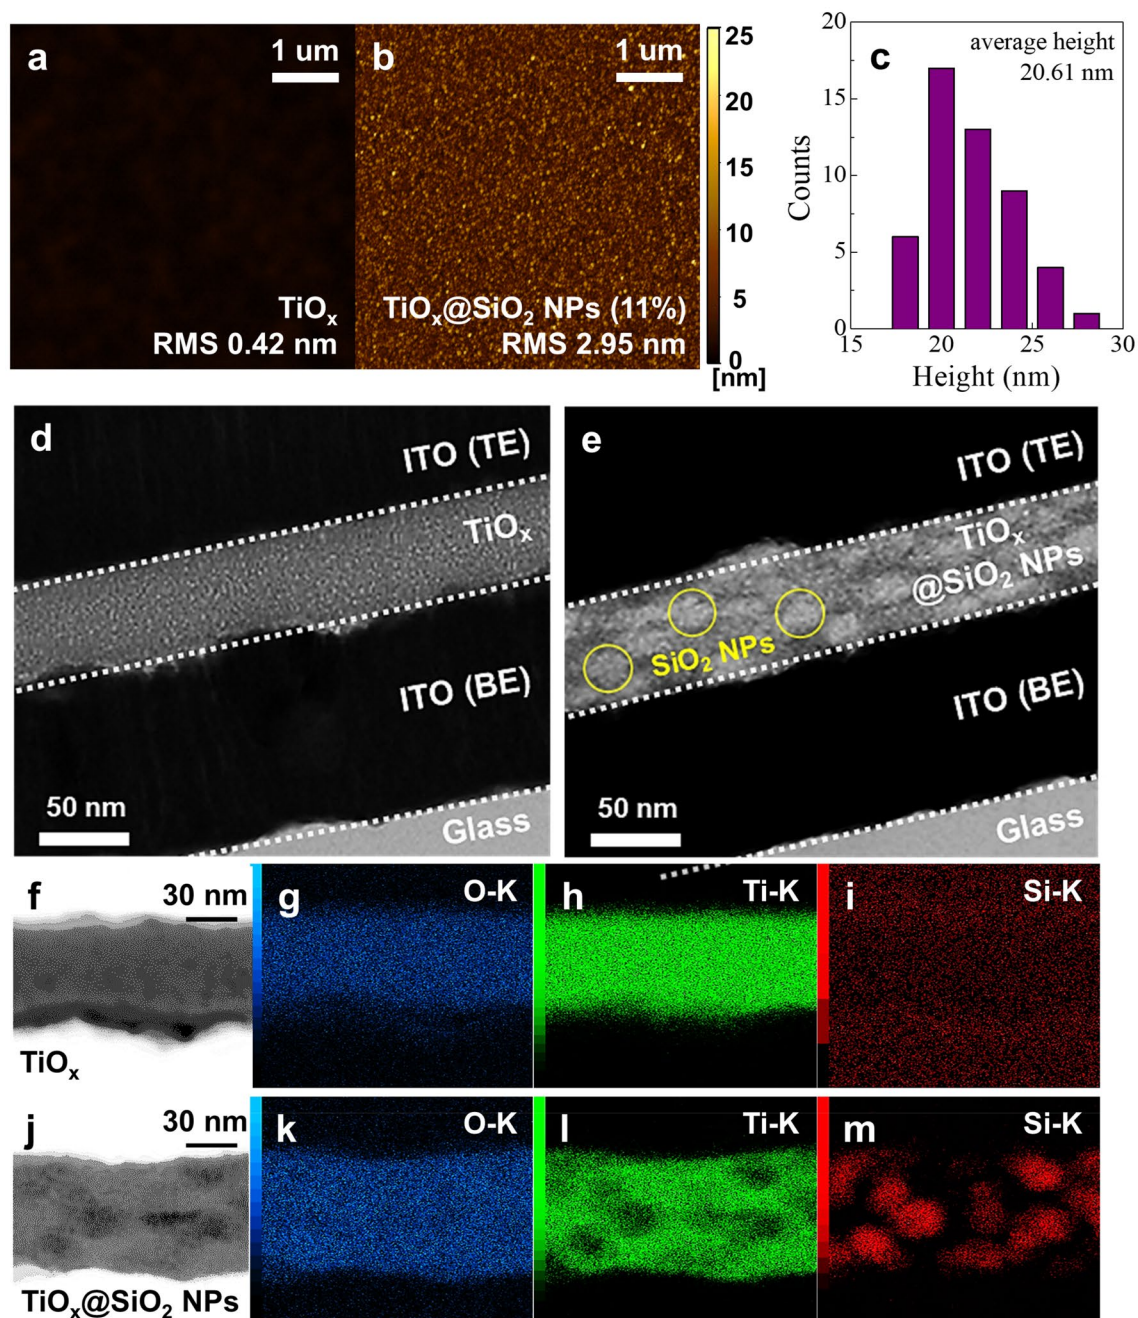 a
1 um
TiOx
RMS 0.42 nm
b
1 um
TiOx@SiO2 NPs (11%)
RMS 2.95 nm
25
20
15
10
5
0
[nm]
c
average height
20.61 nm
20
15
10
5
0
Counts
15
20
25
30
Height (nm)
d
ITO (TE)
TiOx
ITO (BE)
50 nm
Glass
e
ITO (TE)
TiOx
@SiO2 NPs
SiO2 NPs
ITO (BE)
50 nm
Glass
f
30 nm
TiOx
g
O-K
h
Ti-K
i
Si-K
j
30 nm
TiOx@SiO2 NPs
k
O-K
l
Ti-K
m
Si-K